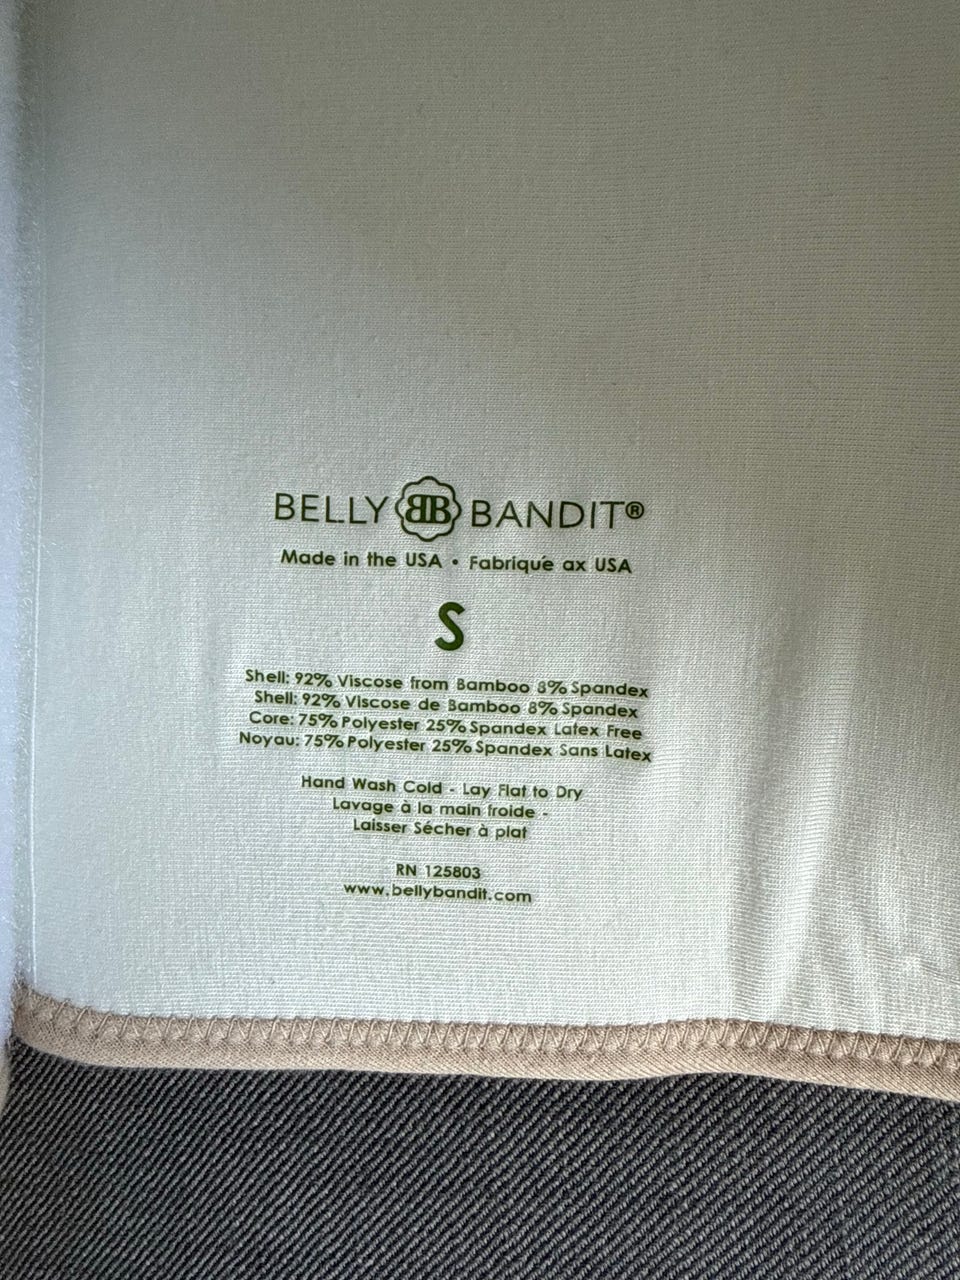 BELLY BB BANDIT®
Made in the USA • Fabriqué ax USA
S
Shell: 92% Viscose from Bamboo 8% Spandex
Shell: 92% Viscose de Bamboo 8% Spandex
Core: 75% Polyester 25% Spandex Latex Free
Noyau: 75% Polyester 25% Spandex Sans Latex
Hand Wash Cold - Lay Flat to Dry
Lavage à la main froide -
Laisser Sécher à plat
RN 125803
www.bellybandit.com